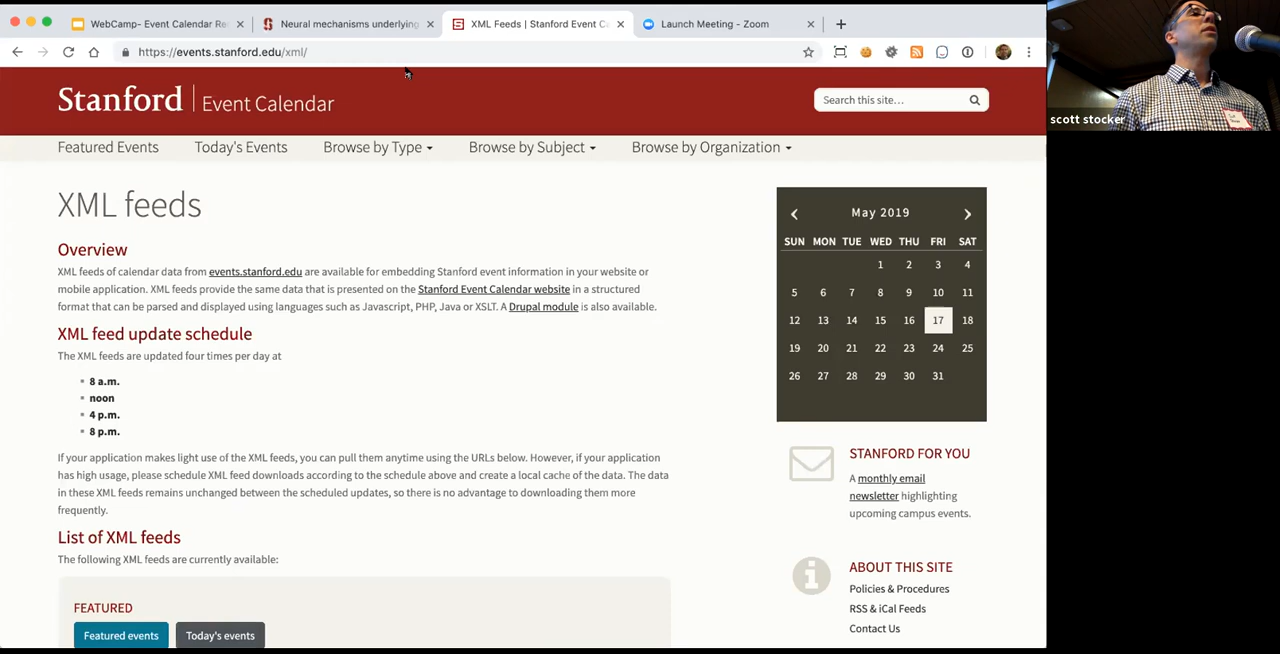 WebCamp- Event Calendar Re
Neural mechanisms underlying
XML Feeds | Stanford Event Ca
Launch Meeting - Zoom
https://events.stanford.edu/xml/
scott stocker
Stanford | Event Calendar
Search this site...
Featured Events
Today's Events
Browse by Type
Browse by Subject
Browse by Organization
XML feeds
Overview
XML feeds of calendar data from events.stanford.edu are available for embedding Stanford event information in your website or
mobile application. XML feeds provide the same data that is presented on the Stanford Event Calendar website in a structured
format that can be parsed and displayed using languages such as Javascript, PHP, Java or XSLT. A Drupal module is also available.
XML feed update schedule
The XML feeds are updated four times per day at
8 a.m.
noon
4 p.m.
8 p.m.
If your application makes light use of the XML feeds, you can pull them anytime using the URLs below. However, if your application
has high usage, please schedule XML feed downloads according to the schedule above and create a local cache of the data. The data
in these XML feeds remains unchanged between the scheduled updates, so there is no advantage to downloading them more
frequently.
List of XML feeds
The following XML feeds are currently available:
FEATURED
Featured events
Today's events
May 2019
SUN MON TUE WED THU FRI SAT
1 2 3 4
5 6 7 8 9 10 11
12 13 14 15 16 17 18
19 20 21 22 23 24 25
26 27 28 29 30 31
STANFORD FOR YOU
A monthly email
newsletter highlighting
upcoming campus events.
ABOUT THIS SITE
Policies & Procedures
RSS & iCal Feeds
Contact Us